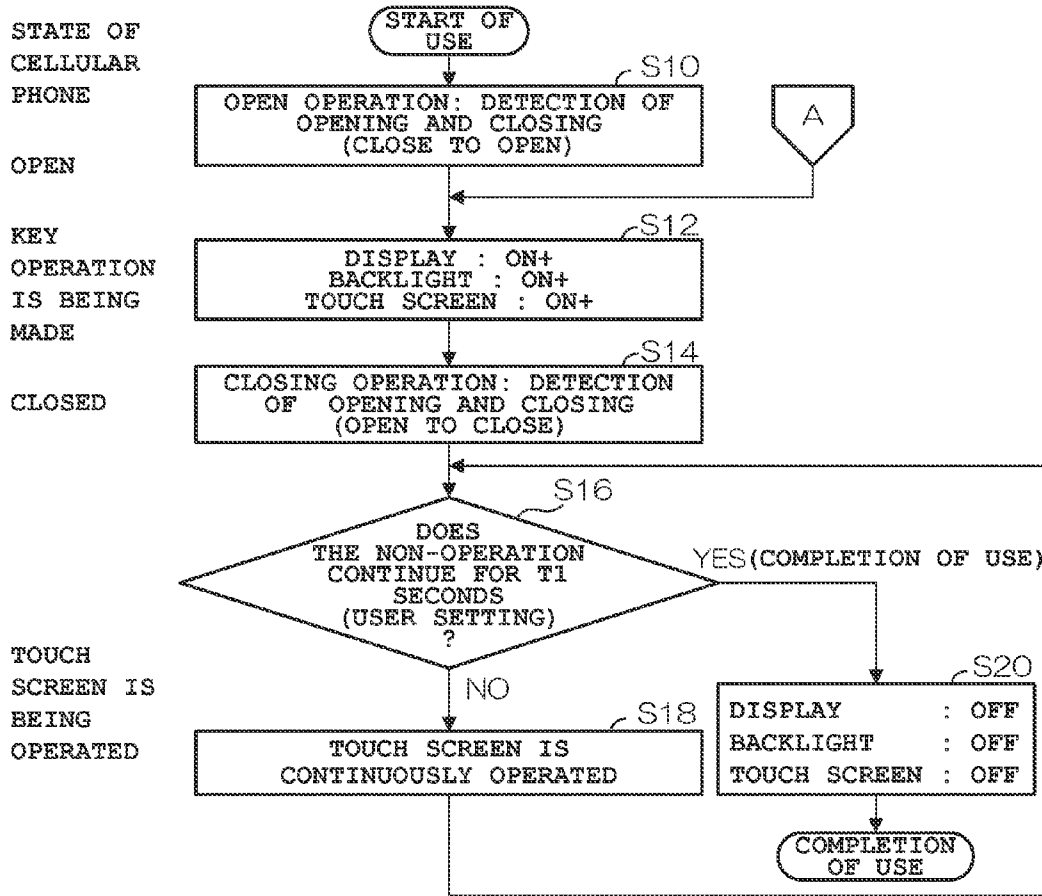 STATE OF
CELLULAR
PHONE
START OF
USE
S10
OPEN OPERATION: DETECTION OF
OPENING AND CLOSING
(CLOSE TO OPEN)
A
OPEN
KEY
OPERATION
IS BEING
MADE
S12
DISPLAY : ON+
BACKLIGHT : ON+
TOUCH SCREEN : ON+
CLOSED
S14
CLOSING OPERATION: DETECTION
OF OPENING AND CLOSING
(OPEN TO CLOSE)
S16
DOES
THE NON-OPERATION
CONTINUE FOR T1
SECONDS
(USER SETTING)
?
YES(COMPLETION OF USE)
NO
TOUCH
SCREEN IS
BEING
OPERATED
S18
TOUCH SCREEN IS
CONTINUOUSLY OPERATED
S20
DISPLAY : OFF
BACKLIGHT : OFF
TOUCH SCREEN : OFF
COMPLETION
OF USE